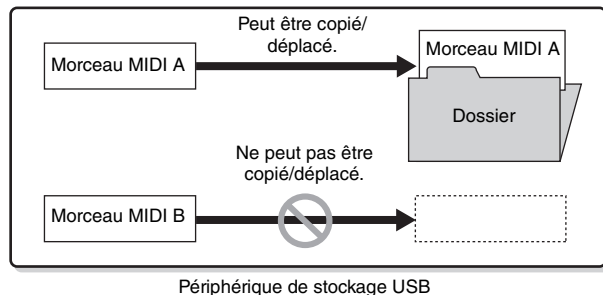 Peut être copié/
déplacé.
Morceau MIDI A
Morceau MIDI A
Dossier
Ne peut pas être
copié/déplacé.
Morceau MIDI B
Périphérique de stockage USB